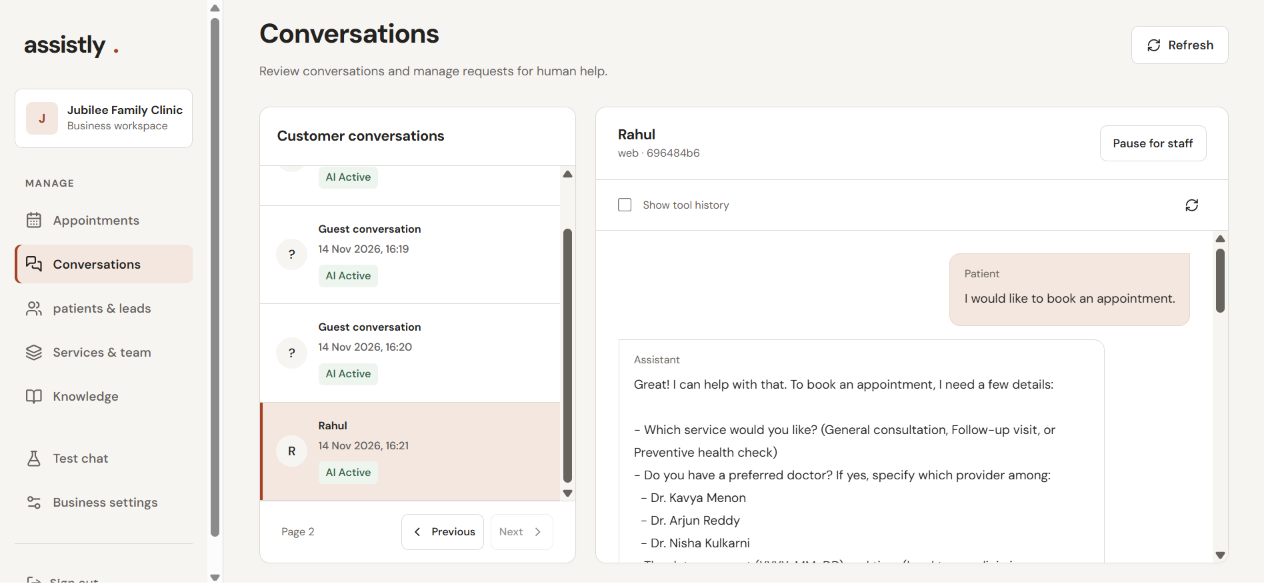 assistly .
J
Jubilee Family Clinic
Business workspace
MANAGE
Appointments
Conversations
patients & leads
Services & team
Knowledge
Test chat
Business settings
Sign out
Conversations
Review conversations and manage requests for human help.
Refresh
Customer conversations
AI Active
?
Guest conversation
14 Nov 2026, 16:19
AI Active
?
Guest conversation
14 Nov 2026, 16:20
AI Active
R
Rahul
14 Nov 2026, 16:21
AI Active
Page 2
Previous
Next
Rahul
web · 696484b6
Pause for staff
Show tool history
Patient
I would like to book an appointment.
Assistant
Great! I can help with that. To book an appointment, I need a few details:
- Which service would you like? (General consultation, Follow-up visit, or
Preventive health check)
- Do you have a preferred doctor? If yes, specify which provider among:
- Dr. Kavya Menon
- Dr. Arjun Reddy
- Dr. Nisha Kulkarni